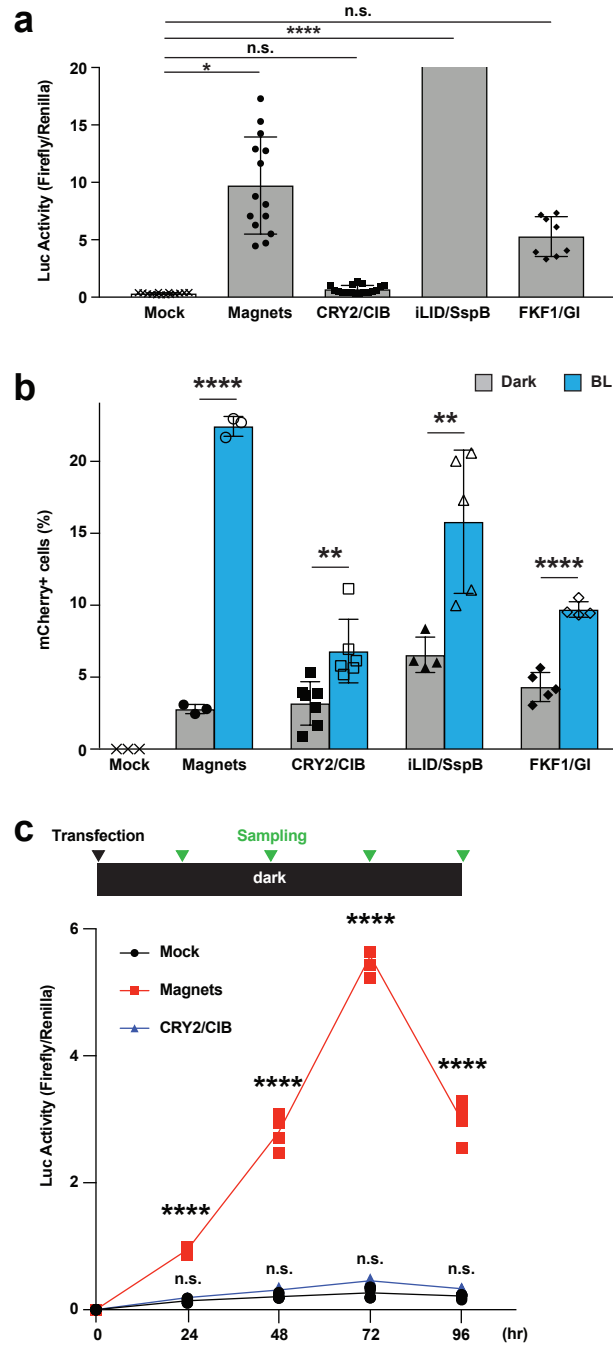 a
n.s.
****
n.s.
*
Luc Activity (Firefly/Renilla)
20
15
10
5
0
Mock Magnets CRY2/CIB iLID/SspB FKF1/GI
b
Dark BL
**** ** ** ****
mCherry+ cells (%)
20
15
10
5
0
Mock Magnets CRY2/CIB iLID/SspB FKF1/GI
c
Transfection Sampling
dark
Mock
Magnets
CRY2/CIB
Luc Activity (Firefly/Renilla)
6
4
2
0
****
****
****
****
n.s. n.s. n.s. n.s.
0 24 48 72 96 (hr)